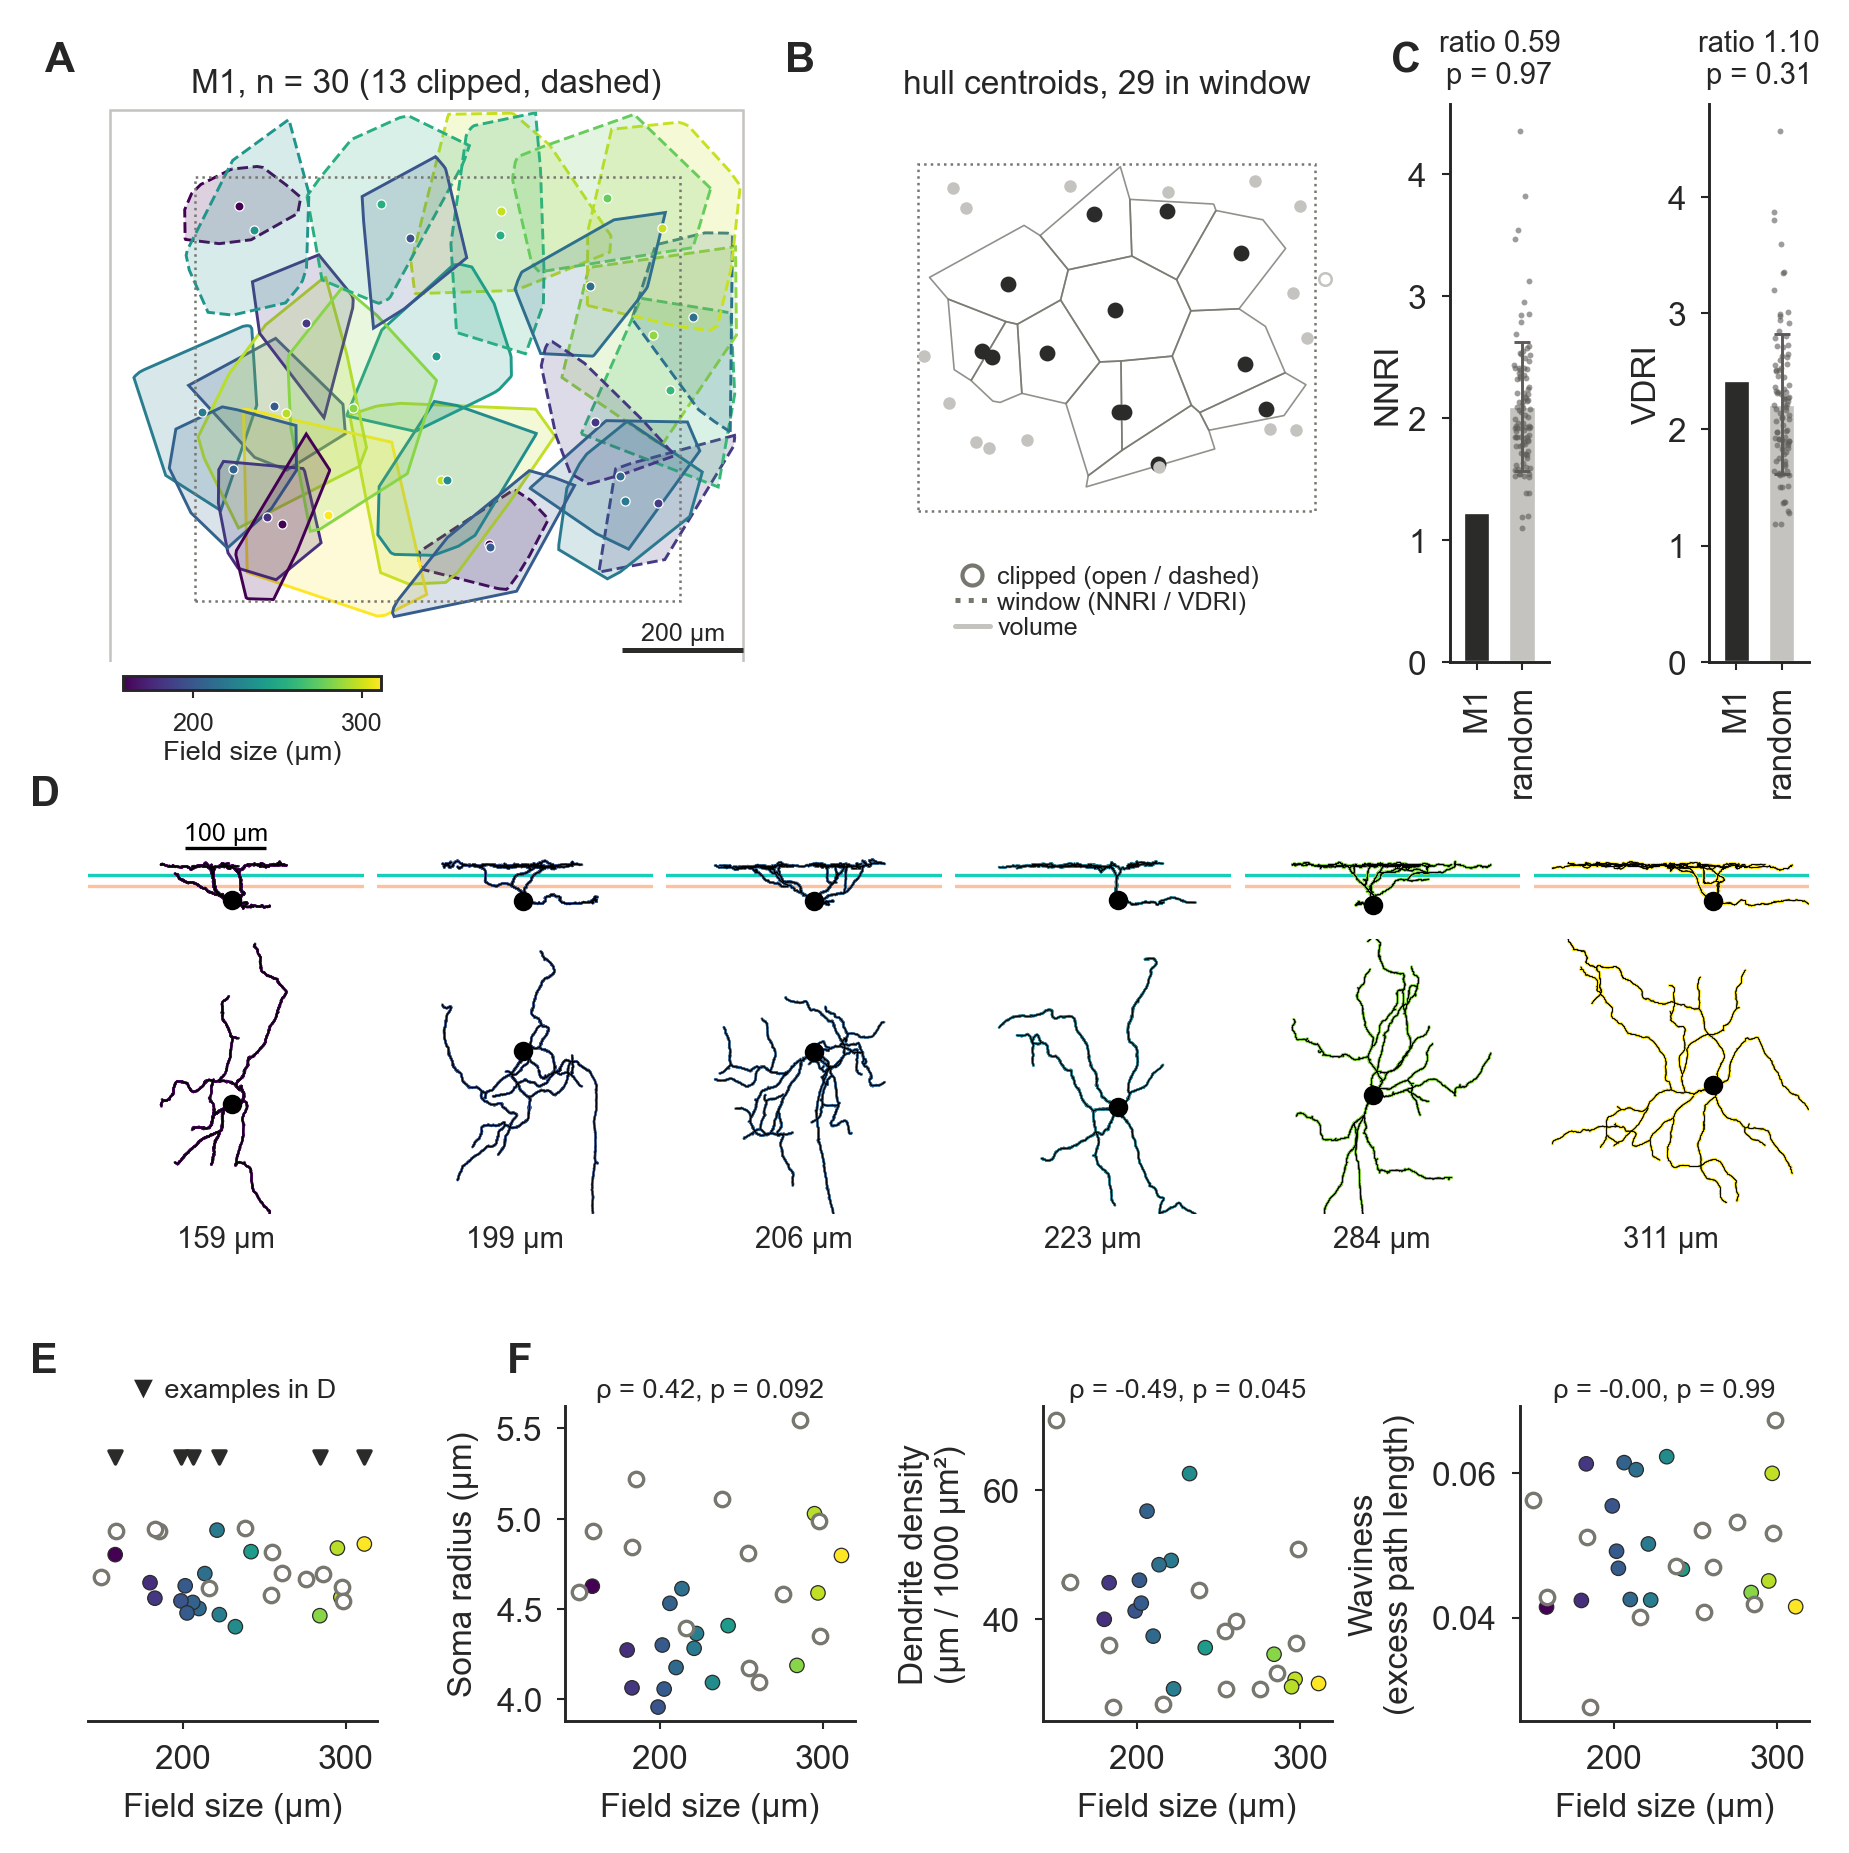 A
M1, n = 30 (13 clipped, dashed)
200 µm
200
300
Field size (µm)
B
hull centroids, 29 in window
clipped (open / dashed)
window (NNRI / VDRI)
volume
C
ratio 0.59
p = 0.97
NNRI
4
3
2
1
0
M1
random
ratio 1.10
p = 0.31
VDRI
4
3
2
1
0
M1
random
D
100 µm
159 µm
199 µm
206 µm
223 µm
284 µm
311 µm
E
examples in D
200
300
Field size (µm)
F
ρ = 0.42, p = 0.092
Soma radius (µm)
5.5
5.0
4.5
4.0
200
300
Field size (µm)
ρ = -0.49, p = 0.045
Dendrite density
(µm / 1000 µm²)
60
40
200
300
Field size (µm)
ρ = -0.00, p = 0.99
Waviness
(excess path length)
0.06
0.04
200
300
Field size (µm)